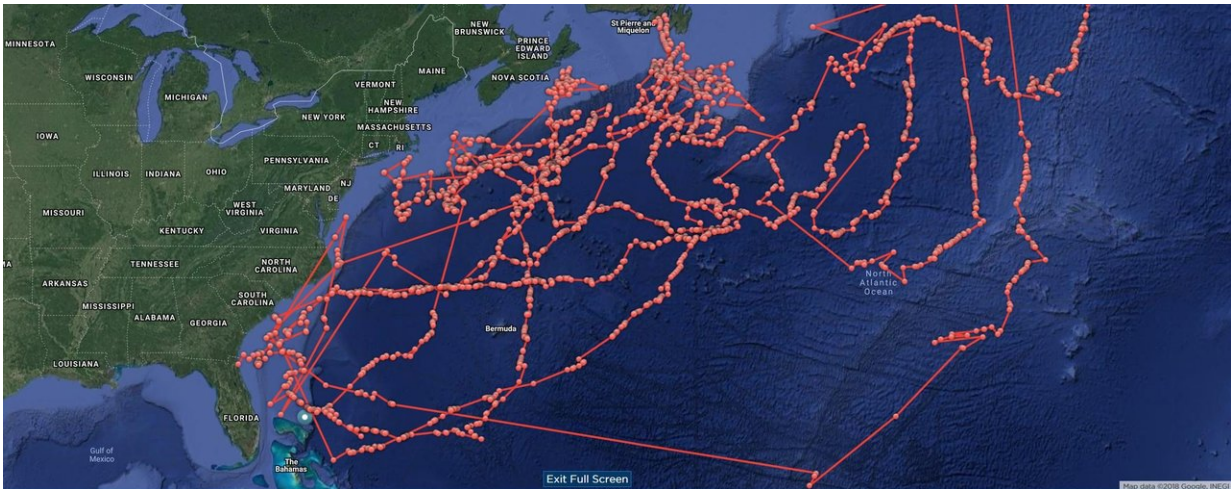 St Pierre and
Miquelon
NEW
BRUNSWICK
PRINCE
EDWARD
ISLAND
MINNESOTA
MAINE
NOVA SCOTIA
WISCONSIN
VERMONT
MICHIGAN
NEW
HAMPSHIRE
NEW YORK
MASSACHUSETTS
IOWA
CT
RI
PENNSYLVANIA
ILLINOIS
INDIANA
OHIO
MARYLAND
NJ
DE
WEST
VIRGINIA
MISSOURI
KENTUCKY
VIRGINIA
TENNESSEE
NORTH
CAROLINA
ARKANSAS
North
Atlantic
Ocean
SOUTH
CAROLINA
MISSISSIPPI
ALABAMA
GEORGIA
Bermuda
LOUISIANA
FLORIDA
Gulf of
Mexico
The
Bahamas
Exit Full Screen
Map data ©2018 Google, INEGI